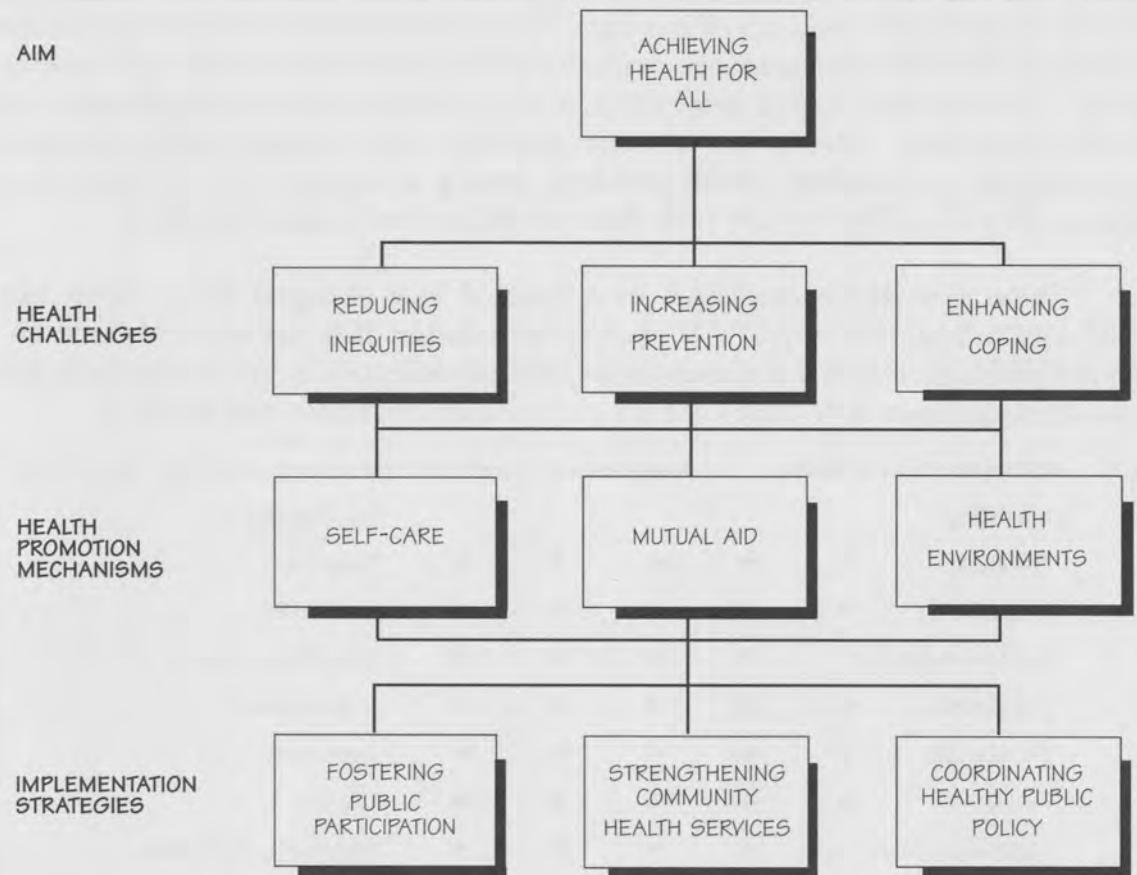 AIM
ACHIEVING
HEALTH FOR
ALL
HEALTH
CHALLENGES
REDUCING
INEQUITIES
INCREASING
PREVENTION
ENHANCING
COPING
HEALTH
PROMOTION
MECHANISMS
SELF-CARE
MUTUAL AID
HEALTH
ENVIRONMENTS
IMPLEMENTATION
STRATEGIES
FOSTERING
PUBLIC
PARTICIPATION
STRENGTHENING
COMMUNITY
HEALTH SERVICES
COORDINATING
HEALTHY PUBLIC
POLICY